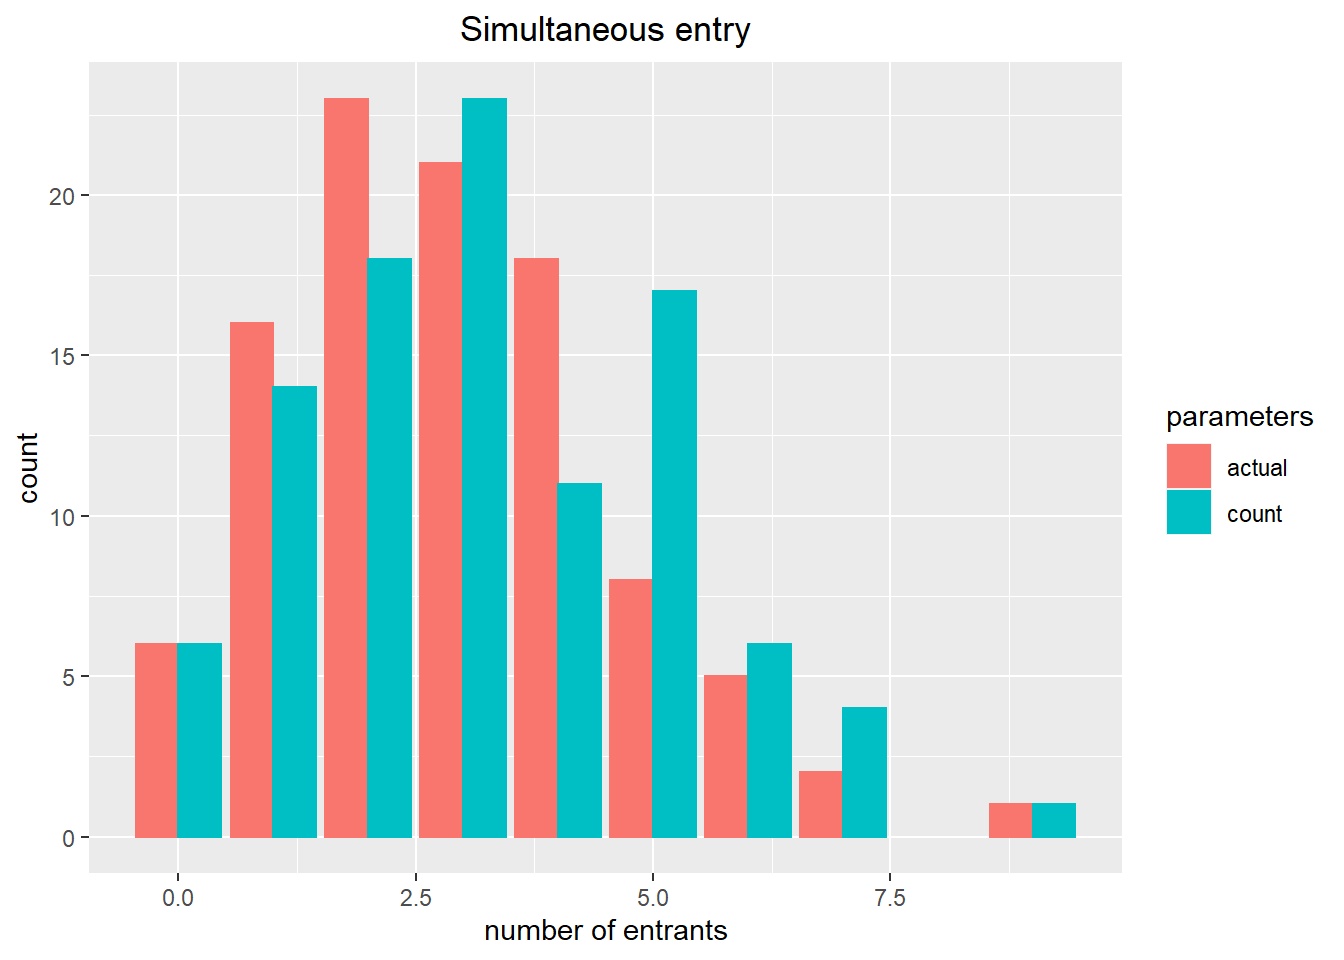 Simultaneous entry
count
20
15
10
5
0
0.0 2.5 5.0 7.5
number of entrants
parameters
actual
count